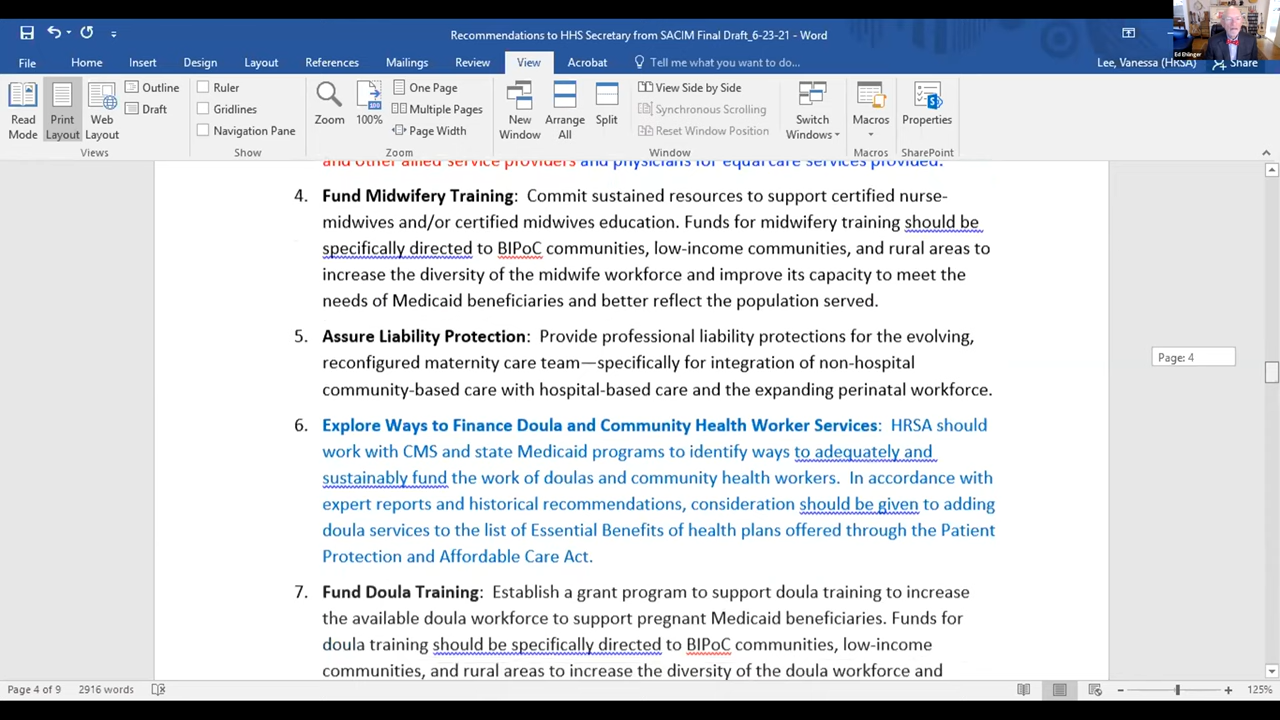 Recommendations to HHS Secretary from SACIM Final Draft_6-23-21 - Word
Ed Ehlinger
File Home Insert Design Layout References Mailings Review View Acrobat Tell me what you want to do... Lee, Vanessa (HRSA) Share
Read Mode
Print Layout
Web Layout
Outline
Draft
Views
Ruler
Gridlines
Navigation Pane
Show
Zoom
100%
One Page
Multiple Pages
Page Width
Zoom
New Window
Arrange All
Split
View Side by Side
Synchronous Scrolling
Reset Window Position
Switch Windows
Window
Macros
Macros
Properties
SharePoint
and other allied service providers and physicians for equal care services provided.
4. Fund Midwifery Training: Commit sustained resources to support certified nurse-
midwives and/or certified midwives education. Funds for midwifery training should be
specifically directed to BIPoC communities, low-income communities, and rural areas to
increase the diversity of the midwife workforce and improve its capacity to meet the
needs of Medicaid beneficiaries and better reflect the population served.
5. Assure Liability Protection: Provide professional liability protections for the evolving,
reconfigured maternity care team—specifically for integration of non-hospital
community-based care with hospital-based care and the expanding perinatal workforce.
Page: 4
6. Explore Ways to Finance Doula and Community Health Worker Services: HRSA should
work with CMS and state Medicaid programs to identify ways to adequately and
sustainably fund the work of doulas and community health workers. In accordance with
expert reports and historical recommendations, consideration should be given to adding
doula services to the list of Essential Benefits of health plans offered through the Patient
Protection and Affordable Care Act.
7. Fund Doula Training: Establish a grant program to support doula training to increase
the available doula workforce to support pregnant Medicaid beneficiaries. Funds for
doula training should be specifically directed to BIPoC communities, low-income
communities, and rural areas to increase the diversity of the doula workforce and
Page 4 of 9 2916 words 125%